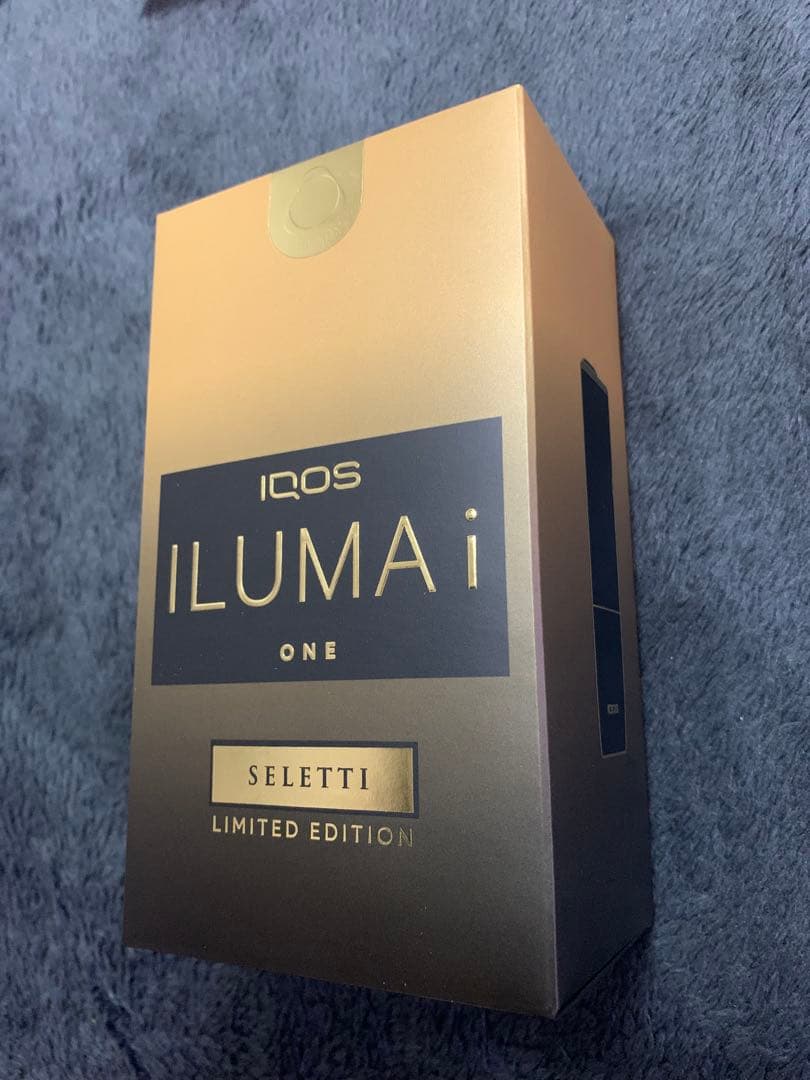 IQOS
ILUMA i
ONE
SELETTI
LIMITED EDITION